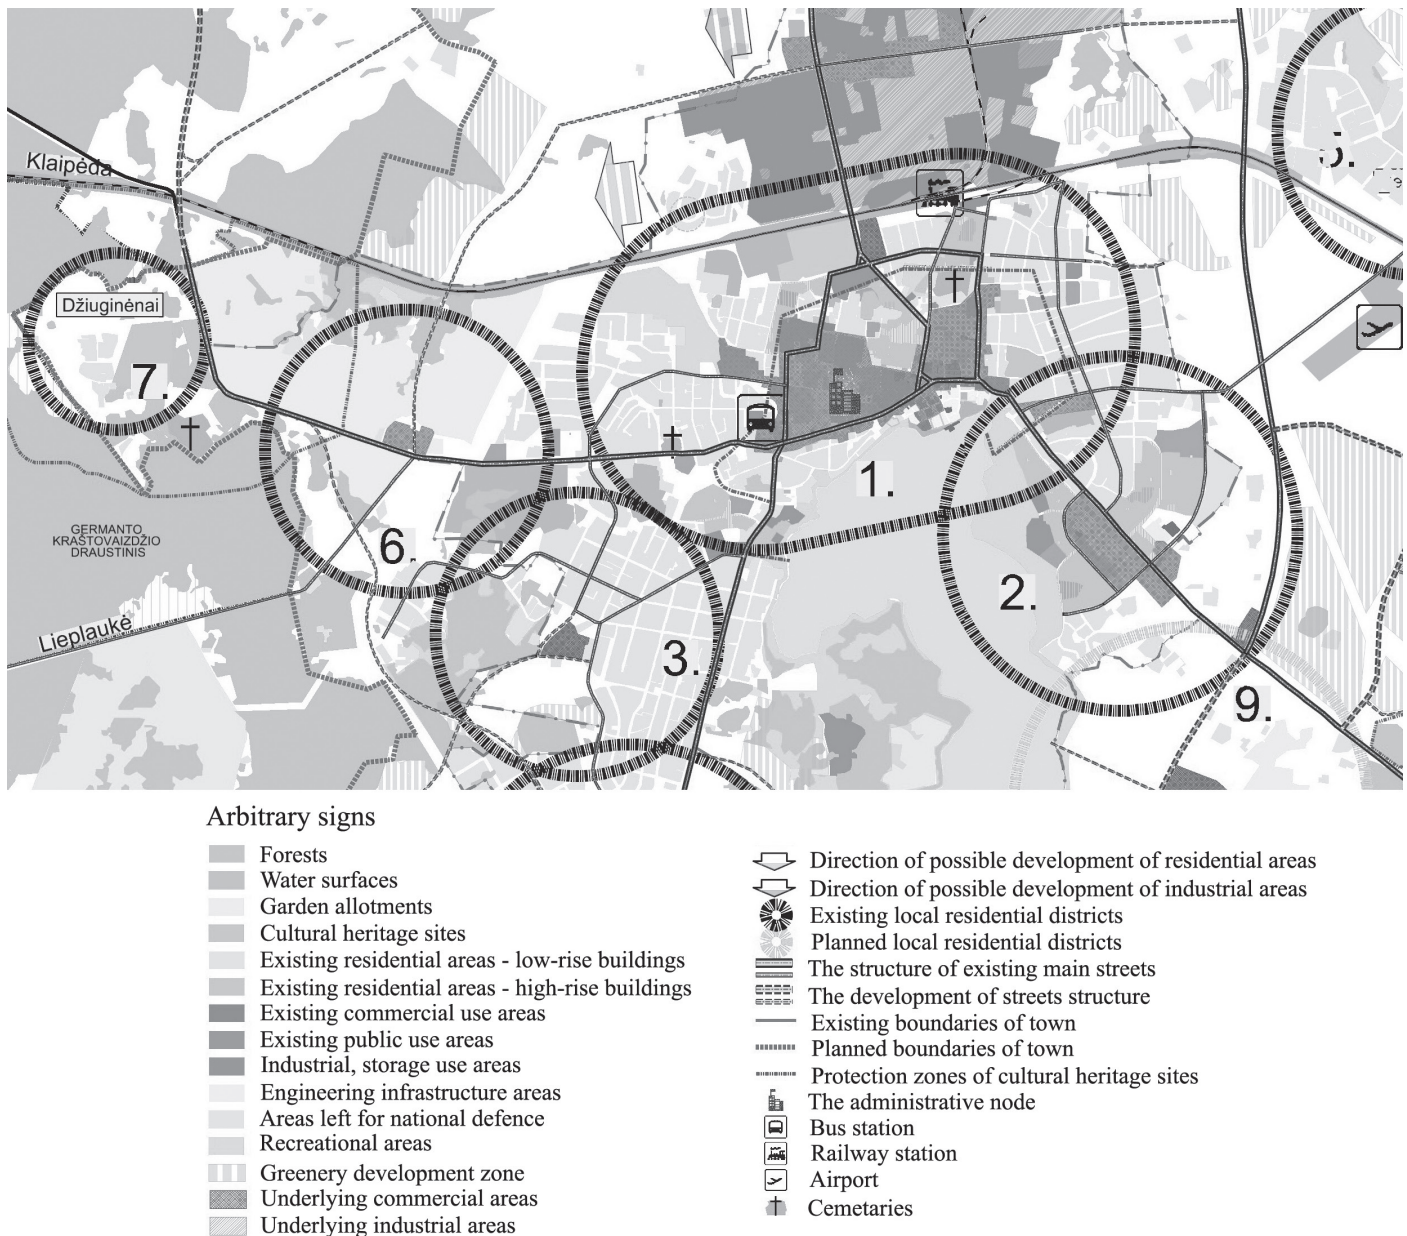 Klaipėda
5.
Džiuginėnai
7.
1.
GERMANTO
KRAŠTOVAIZDŽIO
DRAUSTINIS
6.
2.
Lieplaukė
3.
9.
Arbitrary signs
Forests
Water surfaces
Garden allotments
Cultural heritage sites
Existing residential areas - low-rise buildings
Existing residential areas - high-rise buildings
Existing commercial use areas
Existing public use areas
Industrial, storage use areas
Engineering infrastructure areas
Areas left for national defence
Recreational areas
Greenery development zone
Underlying commercial areas
Underlying industrial areas
Direction of possible development of residential areas
Direction of possible development of industrial areas
Existing local residential districts
Planned local residential districts
The structure of existing main streets
The development of streets structure
Existing boundaries of town
Planned boundaries of town
Protection zones of cultural heritage sites
The administrative node
Bus station
Railway station
Airport
Cemetaries